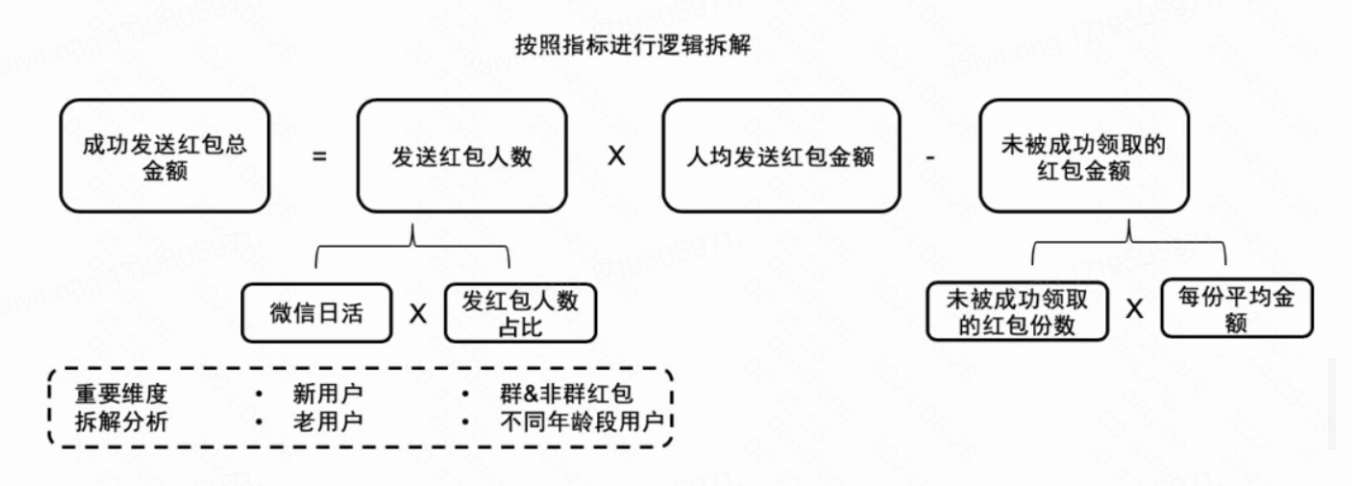 按照指标进行逻辑拆解
成功发送红包总
金额
=
发送红包人数
X
人均发送红包金额
-
未被成功领取的
红包金额
微信日活
X
发红包人数
占比
未被成功领取
的红包份数
X
每份平均金
额
重要维度
拆解分析
• 新用户
• 老用户
• 群&非群红包
• 不同年龄段用户